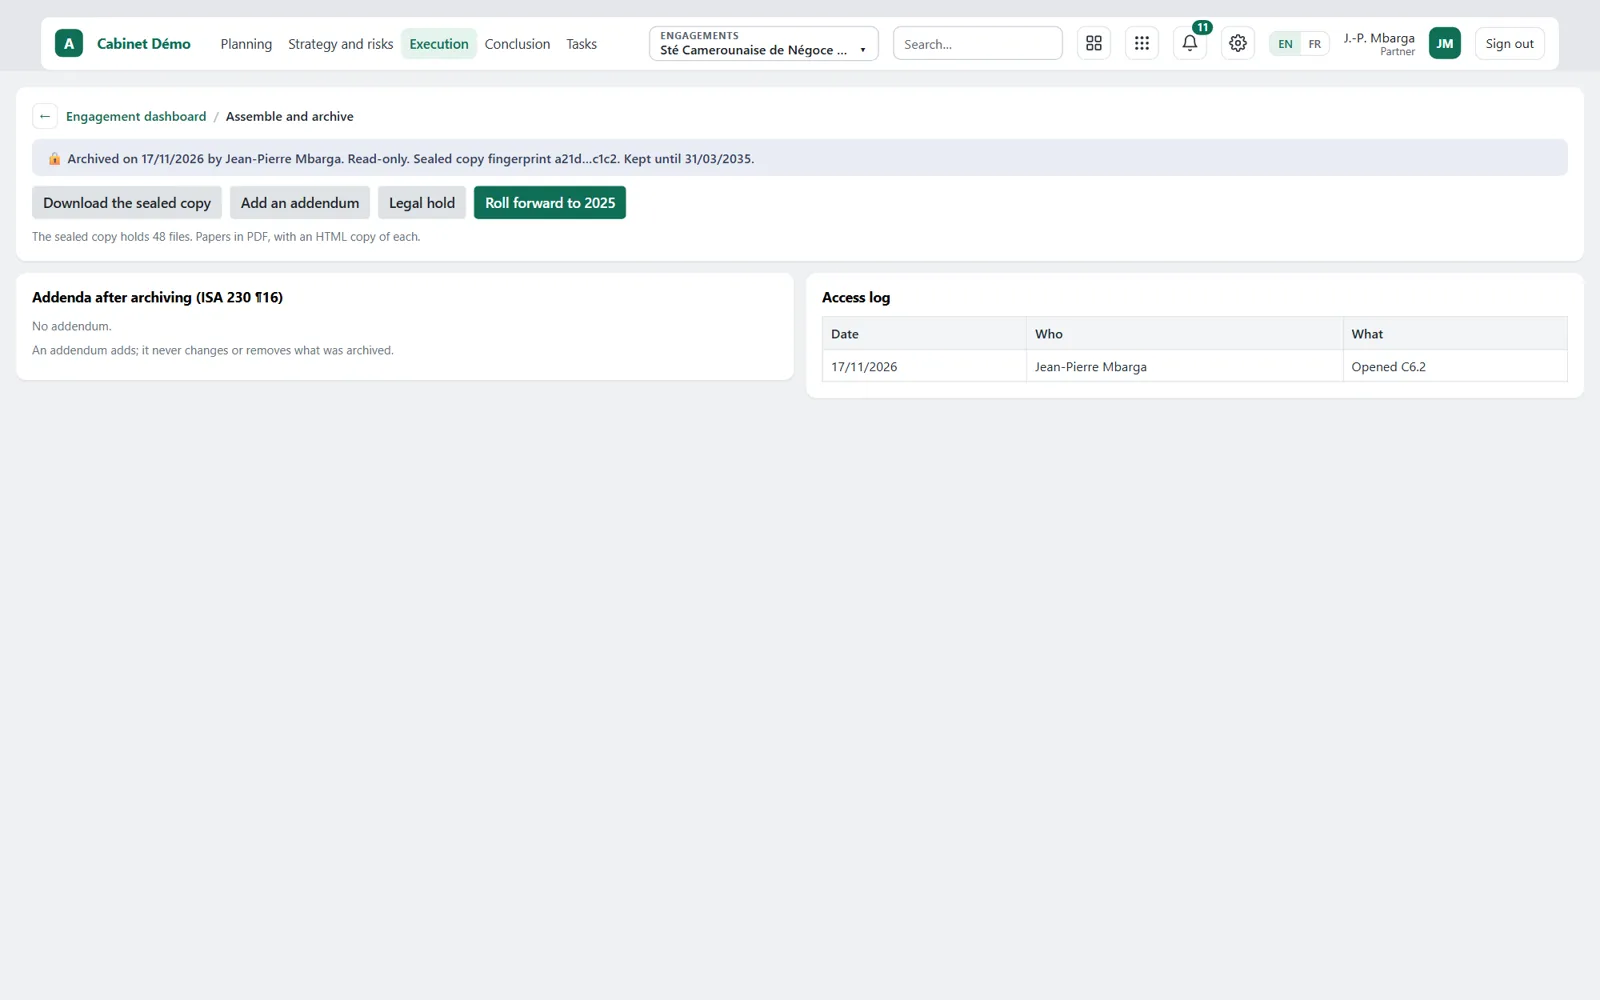 A
Cabinet Démo
Planning
Strategy and risks
Execution
Conclusion
Tasks
ENGAGEMENTS
Sté Camerounaise de Négoce ...
Search...
11
EN
FR
J.-P. Mbarga
Partner
JM
Sign out
← Engagement dashboard / Assemble and archive
Archived on 17/11/2026 by Jean-Pierre Mbarga. Read-only. Sealed copy fingerprint a21d...c1c2. Kept until 31/03/2035.
Download the sealed copy
Add an addendum
Legal hold
Roll forward to 2025
The sealed copy holds 48 files. Papers in PDF, with an HTML copy of each.
Addenda after archiving (ISA 230 ¶16)
No addendum.
An addendum adds; it never changes or removes what was archived.
Access log
Date Who What
17/11/2026 Jean-Pierre Mbarga Opened C6.2